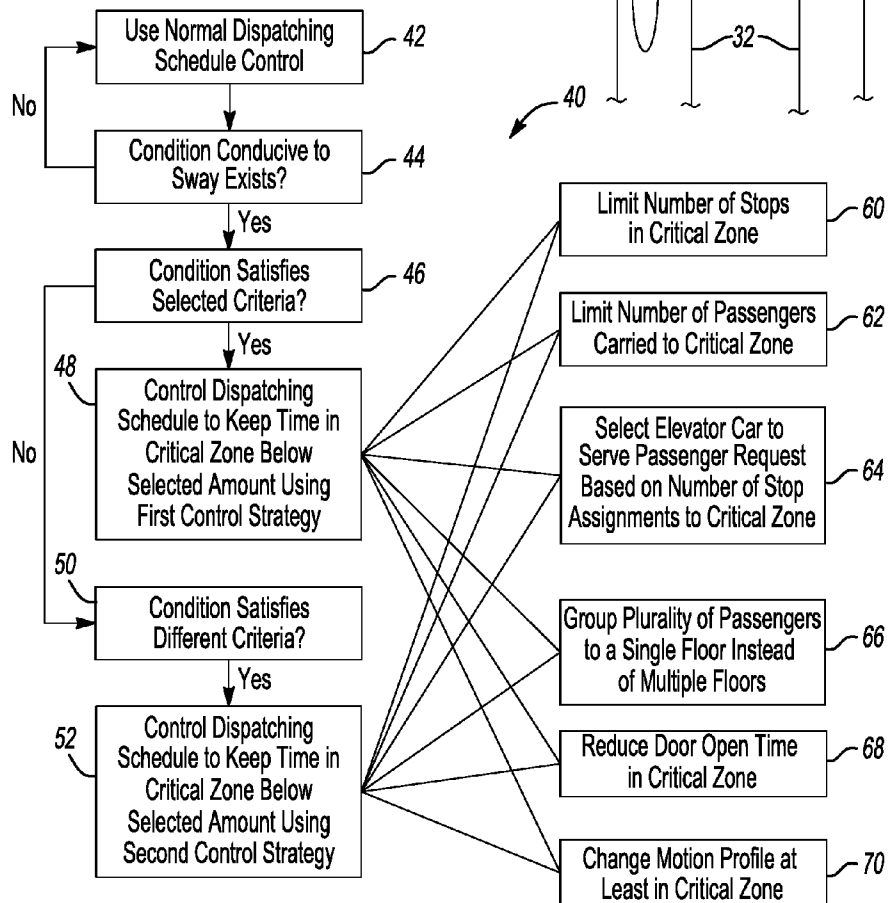 Use Normal Dispatching
Schedule Control
42
No
Condition Conducive to
Sway Exists?
44
Yes
Condition Satisfies
Selected Criteria?
46
Yes
48
Control Dispatching
Schedule to Keep Time in
Critical Zone Below
Selected Amount Using
First Control Strategy
No
50
Condition Satisfies
Different Criteria?
Yes
52
Control Dispatching
Schedule to Keep Time in
Critical Zone Below
Selected Amount Using
Second Control Strategy
32
40
Limit Number of Stops
in Critical Zone
60
Limit Number of Passengers
Carried to Critical Zone
62
Select Elevator Car to
Serve Passenger Request
Based on Number of Stop
Assignments to Critical Zone
64
Group Plurality of Passengers
to a Single Floor Instead
of Multiple Floors
66
Reduce Door Open Time
in Critical Zone
68
Change Motion Profile at
Least in Critical Zone
70